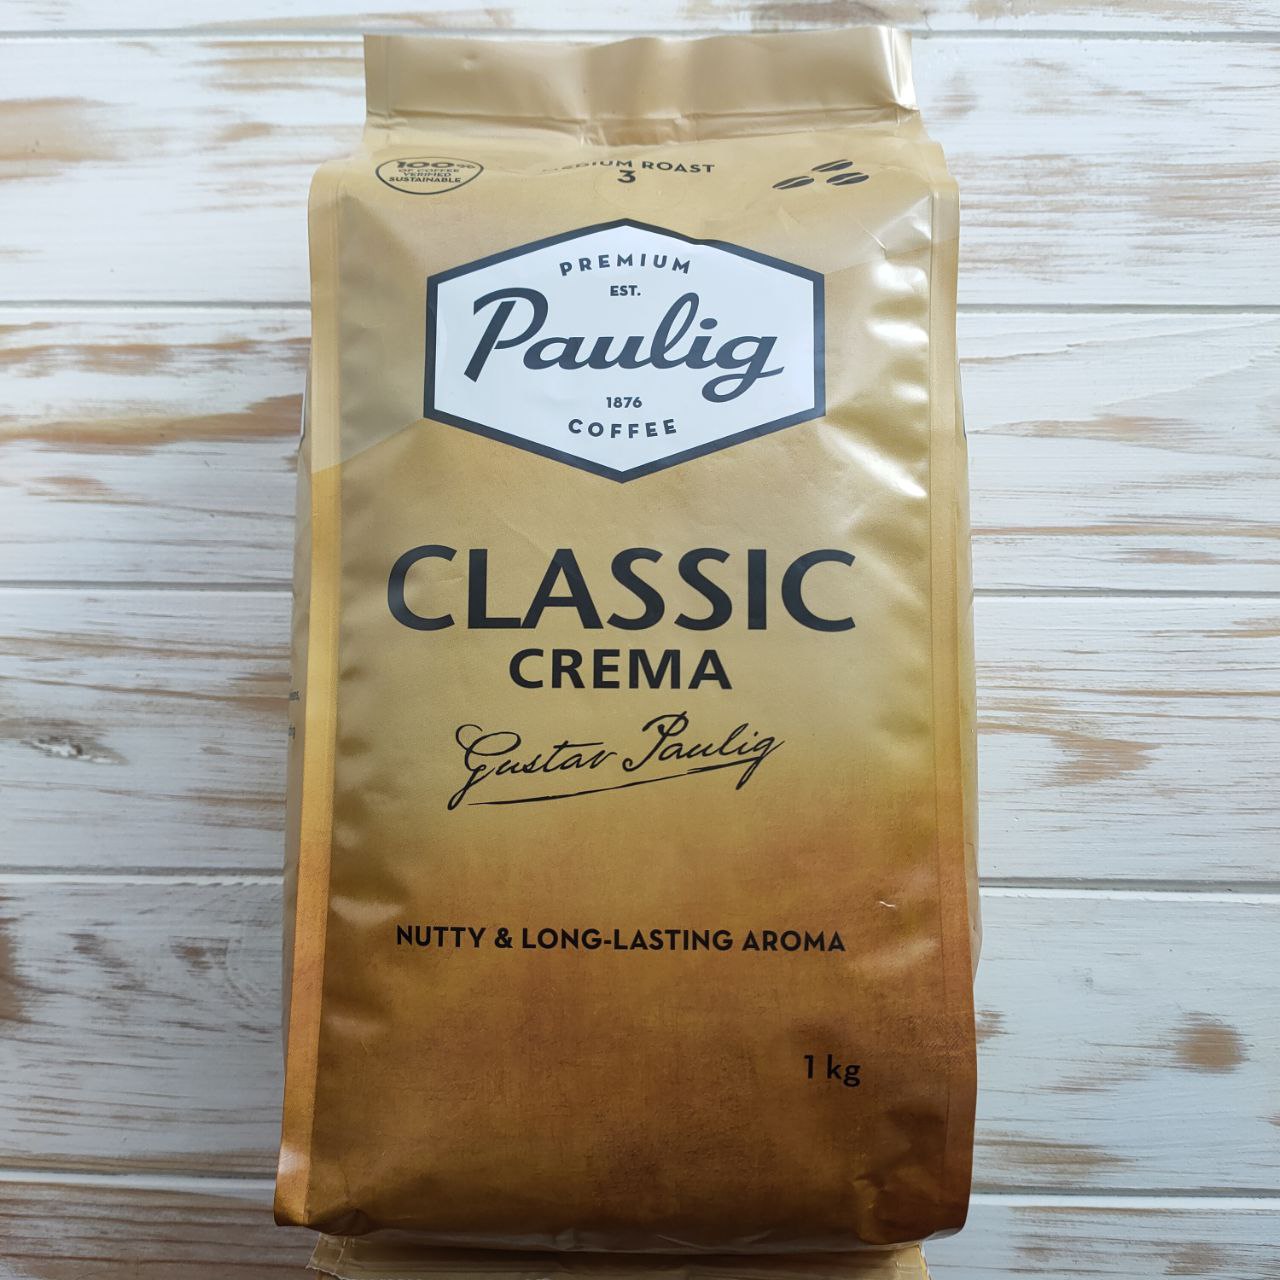 100%
OF COFFEE
VERIFIED
SUSTAINABLE
MEDIUM ROAST
3
PREMIUM
EST.
Paulig
1876
COFFEE
CLASSIC
CREMA
Gustav Paulig
NUTTY & LONG-LASTING AROMA
1 kg